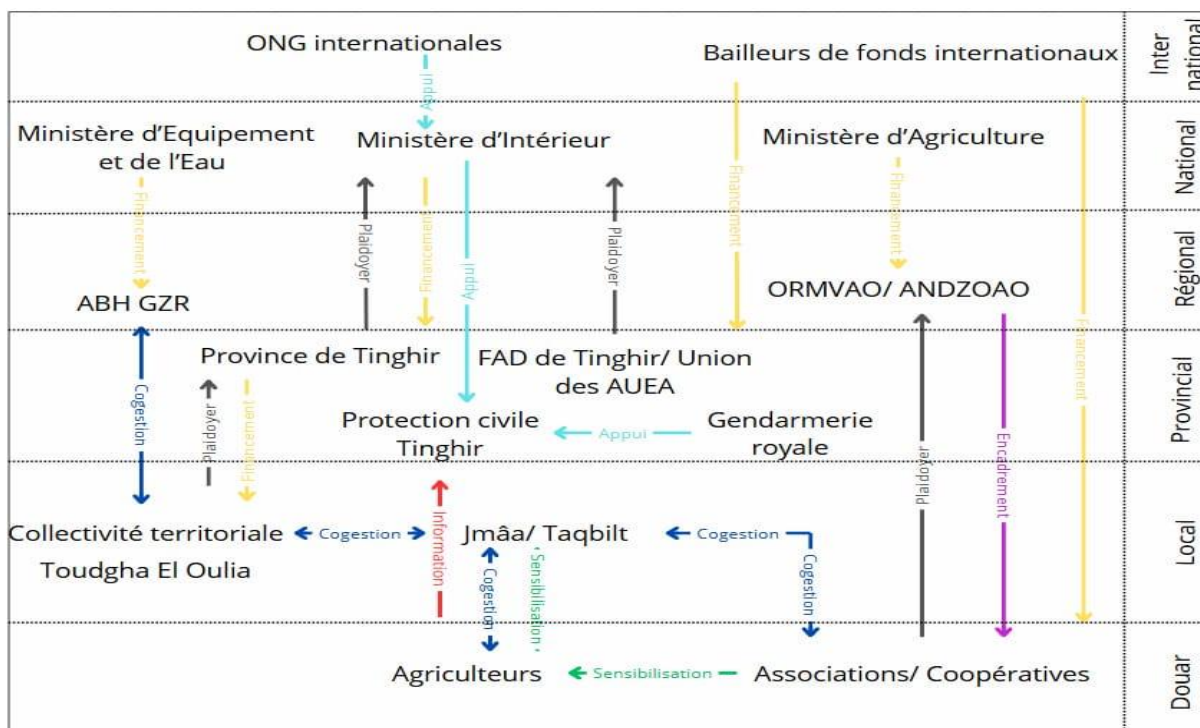 ONG internationales
Bailleurs de fonds internationaux
Inter
national
Appui
Ministère d’Equipement
et de l’Eau
Ministère d’Intérieur
Ministère d’Agriculture
National
Financement
Plaidoyer
Financement
Appui
Plaidoyer
Financement
Financement
Financement
ABH GZR
ORMVAO/ ANDZOAO
Régional
Province de Tinghir
FAD de Tinghir/ Union
des AUEA
Cogestion
Plaidoyer
Financement
Protection civile
Tinghir
Appui
Gendarmerie
royale
Plaidoyer
Encadrement
Provincial
Collectivité territoriale
Toudgha El Oulia
Cogestion
Information
Jmâa/ Taqbilt
Cogestion
Cogestion
Sensibilisation
Cogestion
Local
Agriculteurs
Sensibilisation
Associations/ Coopératives
Douar